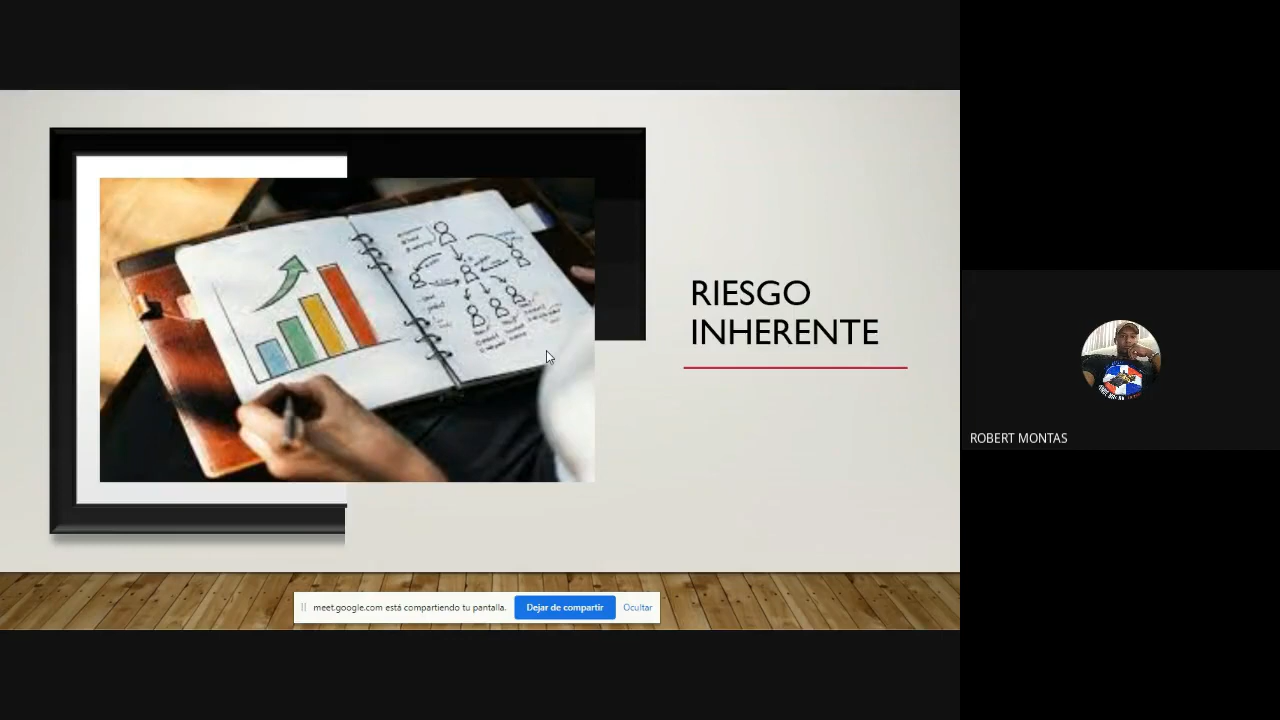 RIESGO
INHERENTE
meet.google.com está compartiendo tu pantalla.
Dejar de compartir
Ocultar
ROBERT MONTAS